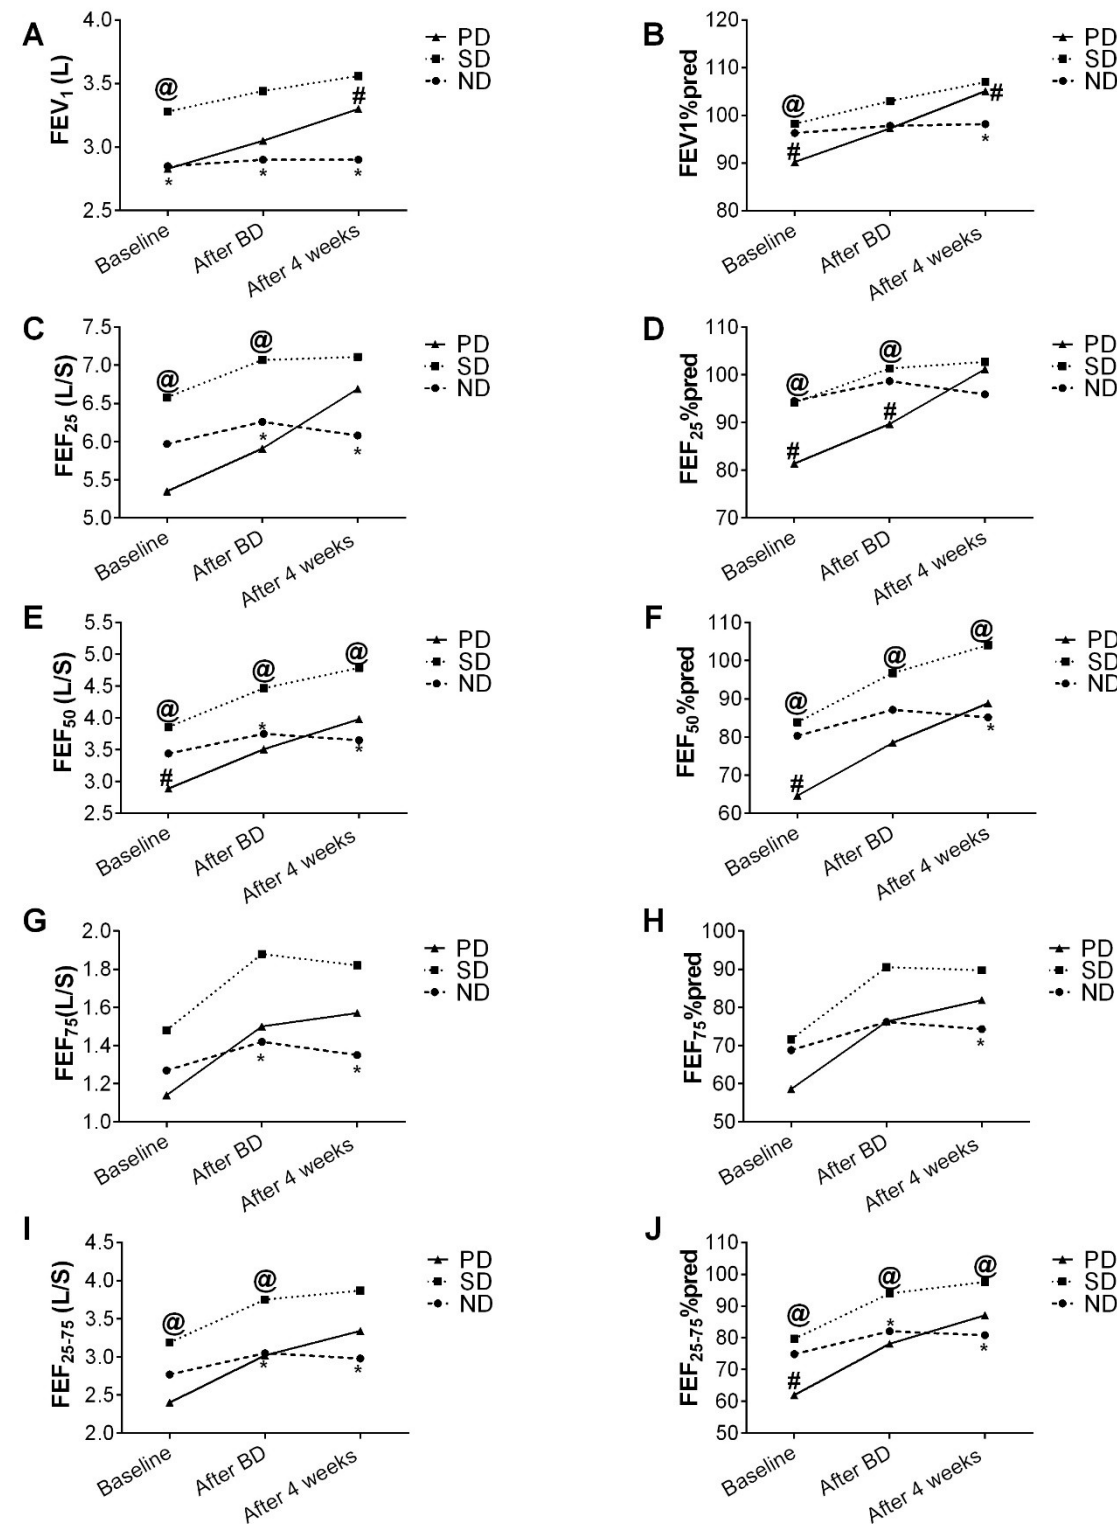 A
FEV1 (L)
4.0
3.5
3.0
2.5
@
#
*
*
*
Baseline
After BD
After 4 weeks
PD
SD
ND
B
FEV1%pred
120
110
100
90
80
@
#
#
*
Baseline
After BD
After 4 weeks
PD
SD
ND
C
FEF25 (L/S)
7.5
7.0
6.5
6.0
5.5
5.0
@
@
*
*
Baseline
After BD
After 4 weeks
PD
SD
ND
D
FEF25%pred
110
100
90
80
70
@
@
#
#
Baseline
After BD
After 4 weeks
PD
SD
ND
E
FEF50 (L/S)
5.5
5.0
4.5
4.0
3.5
3.0
2.5
@
@
@
#
*
*
Baseline
After BD
After 4 weeks
PD
SD
ND
F
FEF50%pred
110
100
90
80
70
60
@
@
@
#
*
Baseline
After BD
After 4 weeks
PD
SD
ND
G
FEF75(L/S)
2.0
1.8
1.6
1.4
1.2
1.0
*
*
Baseline
After BD
After 4 weeks
PD
SD
ND
H
FEF75%pred
100
90
80
70
60
50
*
Baseline
After BD
After 4 weeks
PD
SD
ND
I
FEF25-75 (L/S)
4.5
4.0
3.5
3.0
2.5
2.0
@
@
*
*
Baseline
After BD
After 4 weeks
PD
SD
ND
J
FEF25-75%pred
110
100
90
80
70
60
50
@
@
@
#
*
*
Baseline
After BD
After 4 weeks
PD
SD
ND